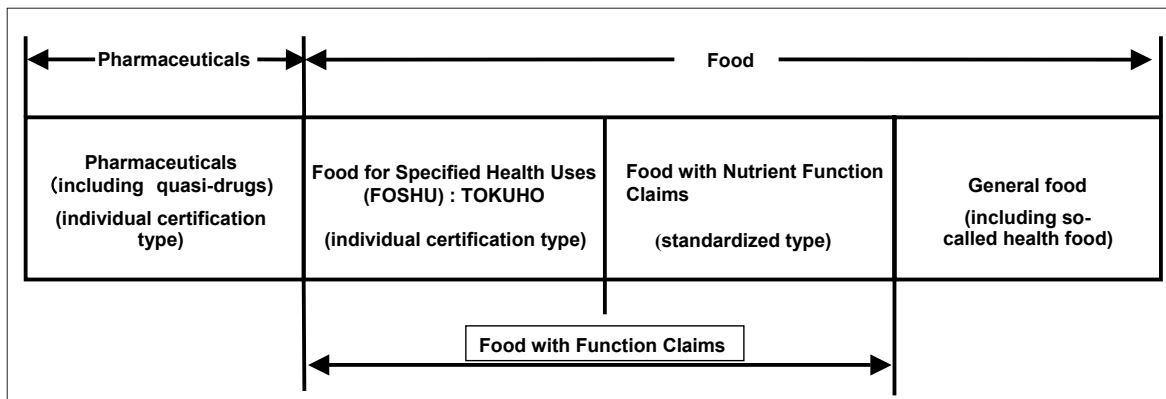 Pharmaceuticals
Food
Pharmaceuticals
(including quasi-drugs)
(individual certification
type)
Food for Specified Health Uses
(FOSHU) : TOKUHO
(individual certification type)
Food with Nutrient Function
Claims
(standardized type)
General food
(including so-
called health food)
Food with Function Claims